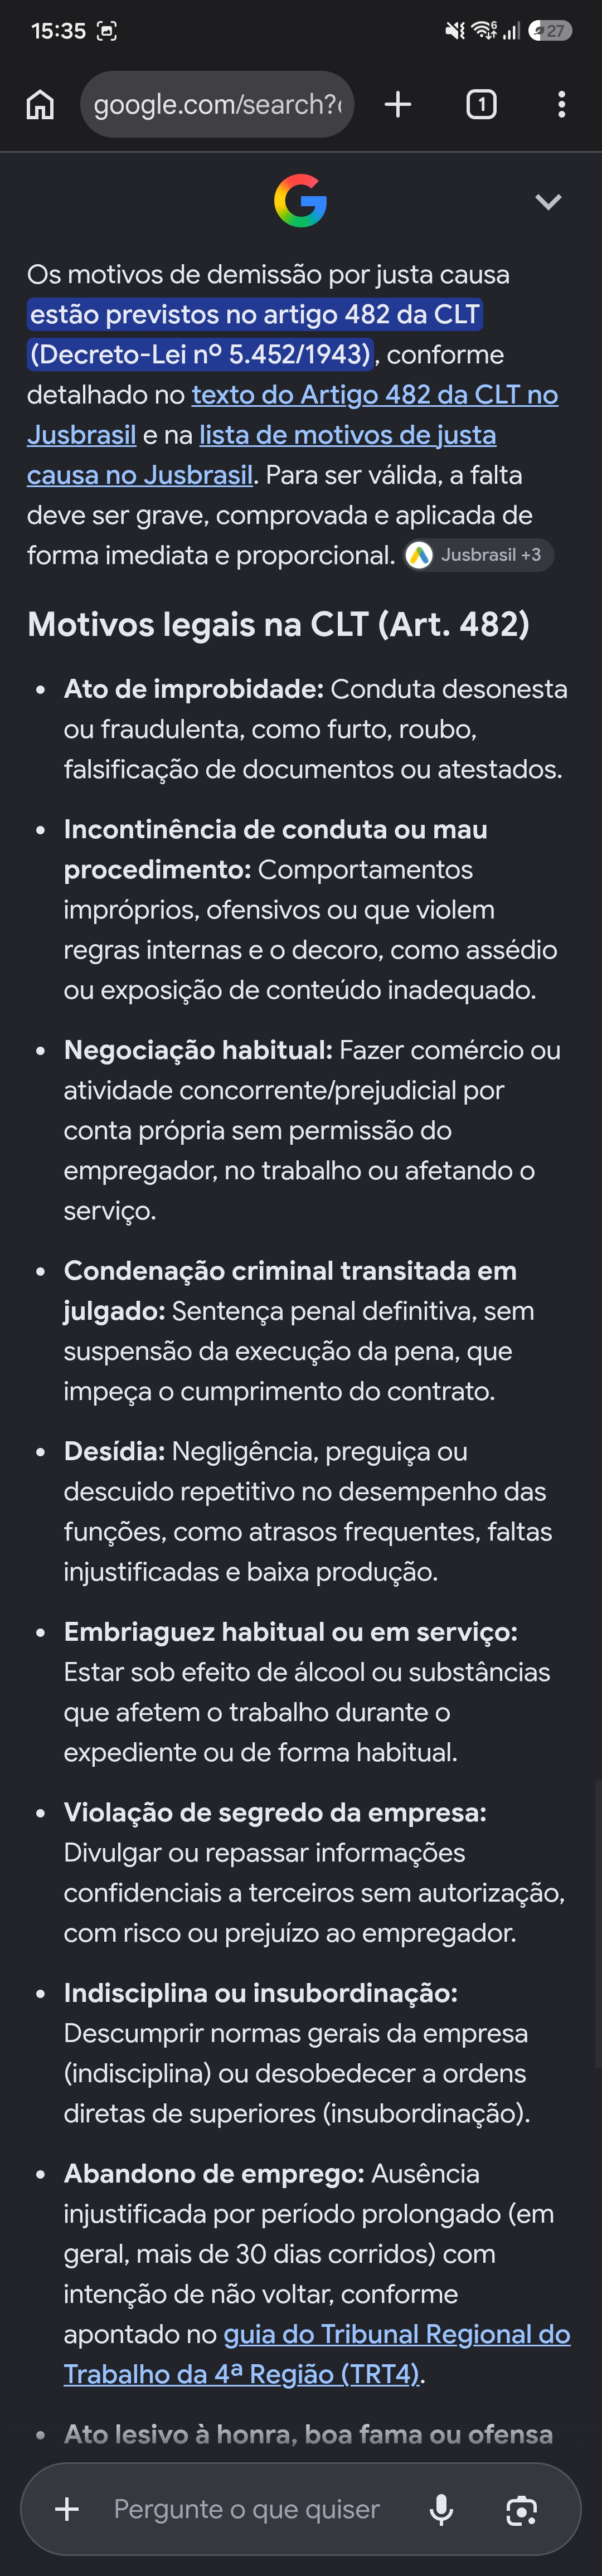 15:35
6
27
google.com/search?
1
Os motivos de demissão por justa causa
estão previstos no artigo 482 da CLT
(Decreto-Lei nº 5.452/1943), conforme
detalhado no texto do Artigo 482 da CLT no
Jusbrasil e na lista de motivos de justa
causa no Jusbrasil. Para ser válida, a falta
deve ser grave, comprovada e aplicada de
forma imediata e proporcional. Jusbrasil +3
Motivos legais na CLT (Art. 482)
• Ato de improbidade: Conduta desonesta
ou fraudulenta, como furto, roubo,
falsificação de documentos ou atestados.
• Incontinência de conduta ou mau
procedimento: Comportamentos
impróprios, ofensivos ou que violem
regras internas e o decoro, como assédio
ou exposição de conteúdo inadequado.
• Negociação habitual: Fazer comércio ou
atividade concorrente/prejudicial por
conta própria sem permissão do
empregador, no trabalho ou afetando o
serviço.
• Condenação criminal transitada em
julgado: Sentença penal definitiva, sem
suspensão da execução da pena, que
impeça o cumprimento do contrato.
• Desídia: Negligência, preguiça ou
descuido repetitivo no desempenho das
funções, como atrasos frequentes, faltas
injustificadas e baixa produção.
• Embriaguez habitual ou em serviço:
Estar sob efeito de álcool ou substâncias
que afetem o trabalho durante o
expediente ou de forma habitual.
• Violação de segredo da empresa:
Divulgar ou repassar informações
confidenciais a terceiros sem autorização,
com risco ou prejuízo ao empregador.
• Indisciplina ou insubordinação:
Descumprir normas gerais da empresa
(indisciplina) ou desobedecer a ordens
diretas de superiores (insubordinação).
• Abandono de emprego: Ausência
injustificada por período prolongado (em
geral, mais de 30 dias corridos) com
intenção de não voltar, conforme
apontado no guia do Tribunal Regional do
Trabalho da 4ª Região (TRT4).
• Ato lesivo à honra, boa fama ou ofensa
Pergunte o que quiser